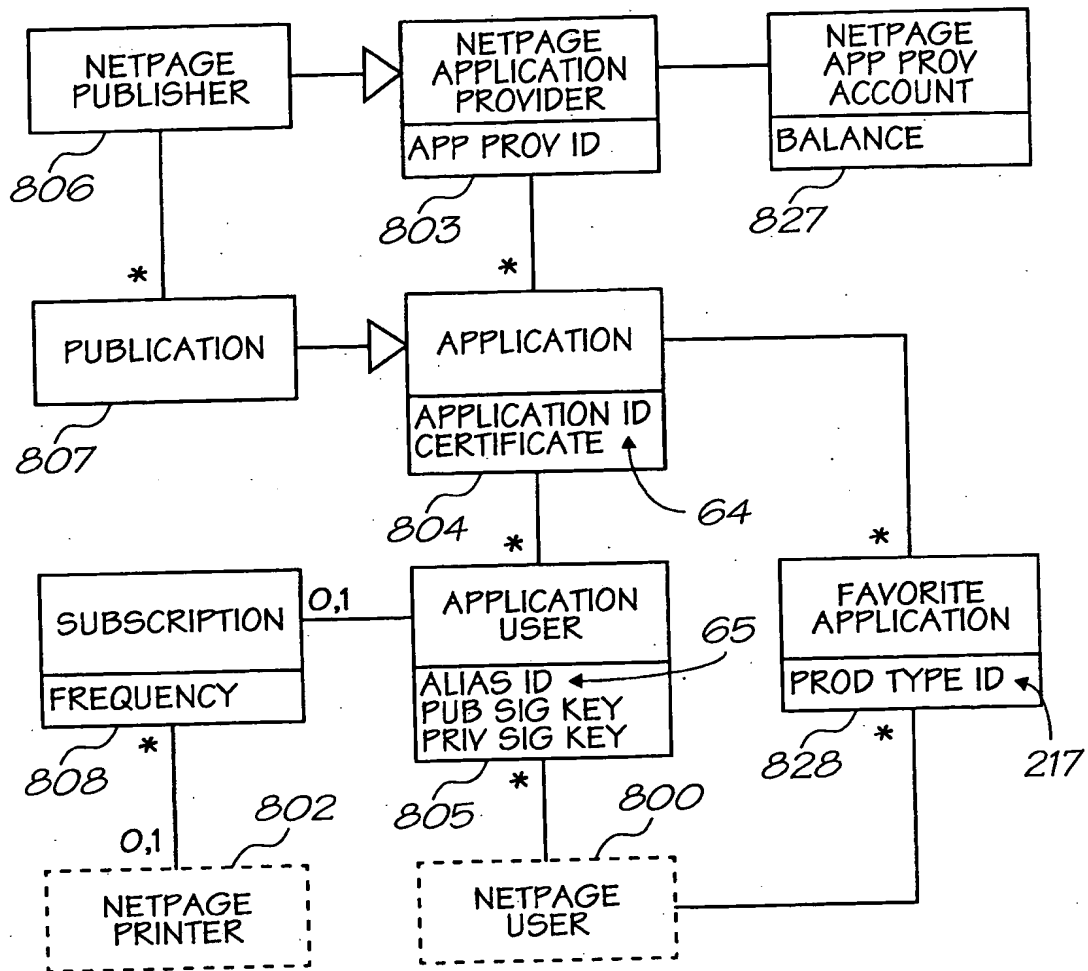 NETPAGE
PUBLISHER
806
NETPAGE
APPLICATION
PROVIDER
APP PROV ID
803
NETPAGE
APP PROV
ACCOUNT
BALANCE
827
*
*
PUBLICATION
807
APPLICATION
APPLICATION ID
CERTIFICATE
804
64
*
*
SUBSCRIPTION
FREQUENCY
808
0,1
APPLICATION
USER
ALIAS ID
PUB SIG KEY
PRIV SIG KEY
805
65
FAVORITE
APPLICATION
PROD TYPE ID
828
217
*
*
*
0,1
802
800
NETPAGE
PRINTER
NETPAGE
USER